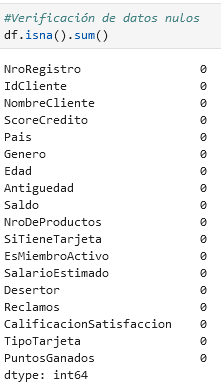 #Verificación de datos nulos
df.isna().sum()
NroRegistro 0
IdCliente 0
NombreCliente 0
ScoreCredito 0
Pais 0
Genero 0
Edad 0
Antiguedad 0
Saldo 0
NroDeProductos 0
SiTieneTarjeta 0
EsMiembroActivo 0
SalarioEstimado 0
Desertor 0
Reclamos 0
CalificacionSatisfaccion 0
TipoTarjeta 0
PuntosGanados 0
dtype: int64